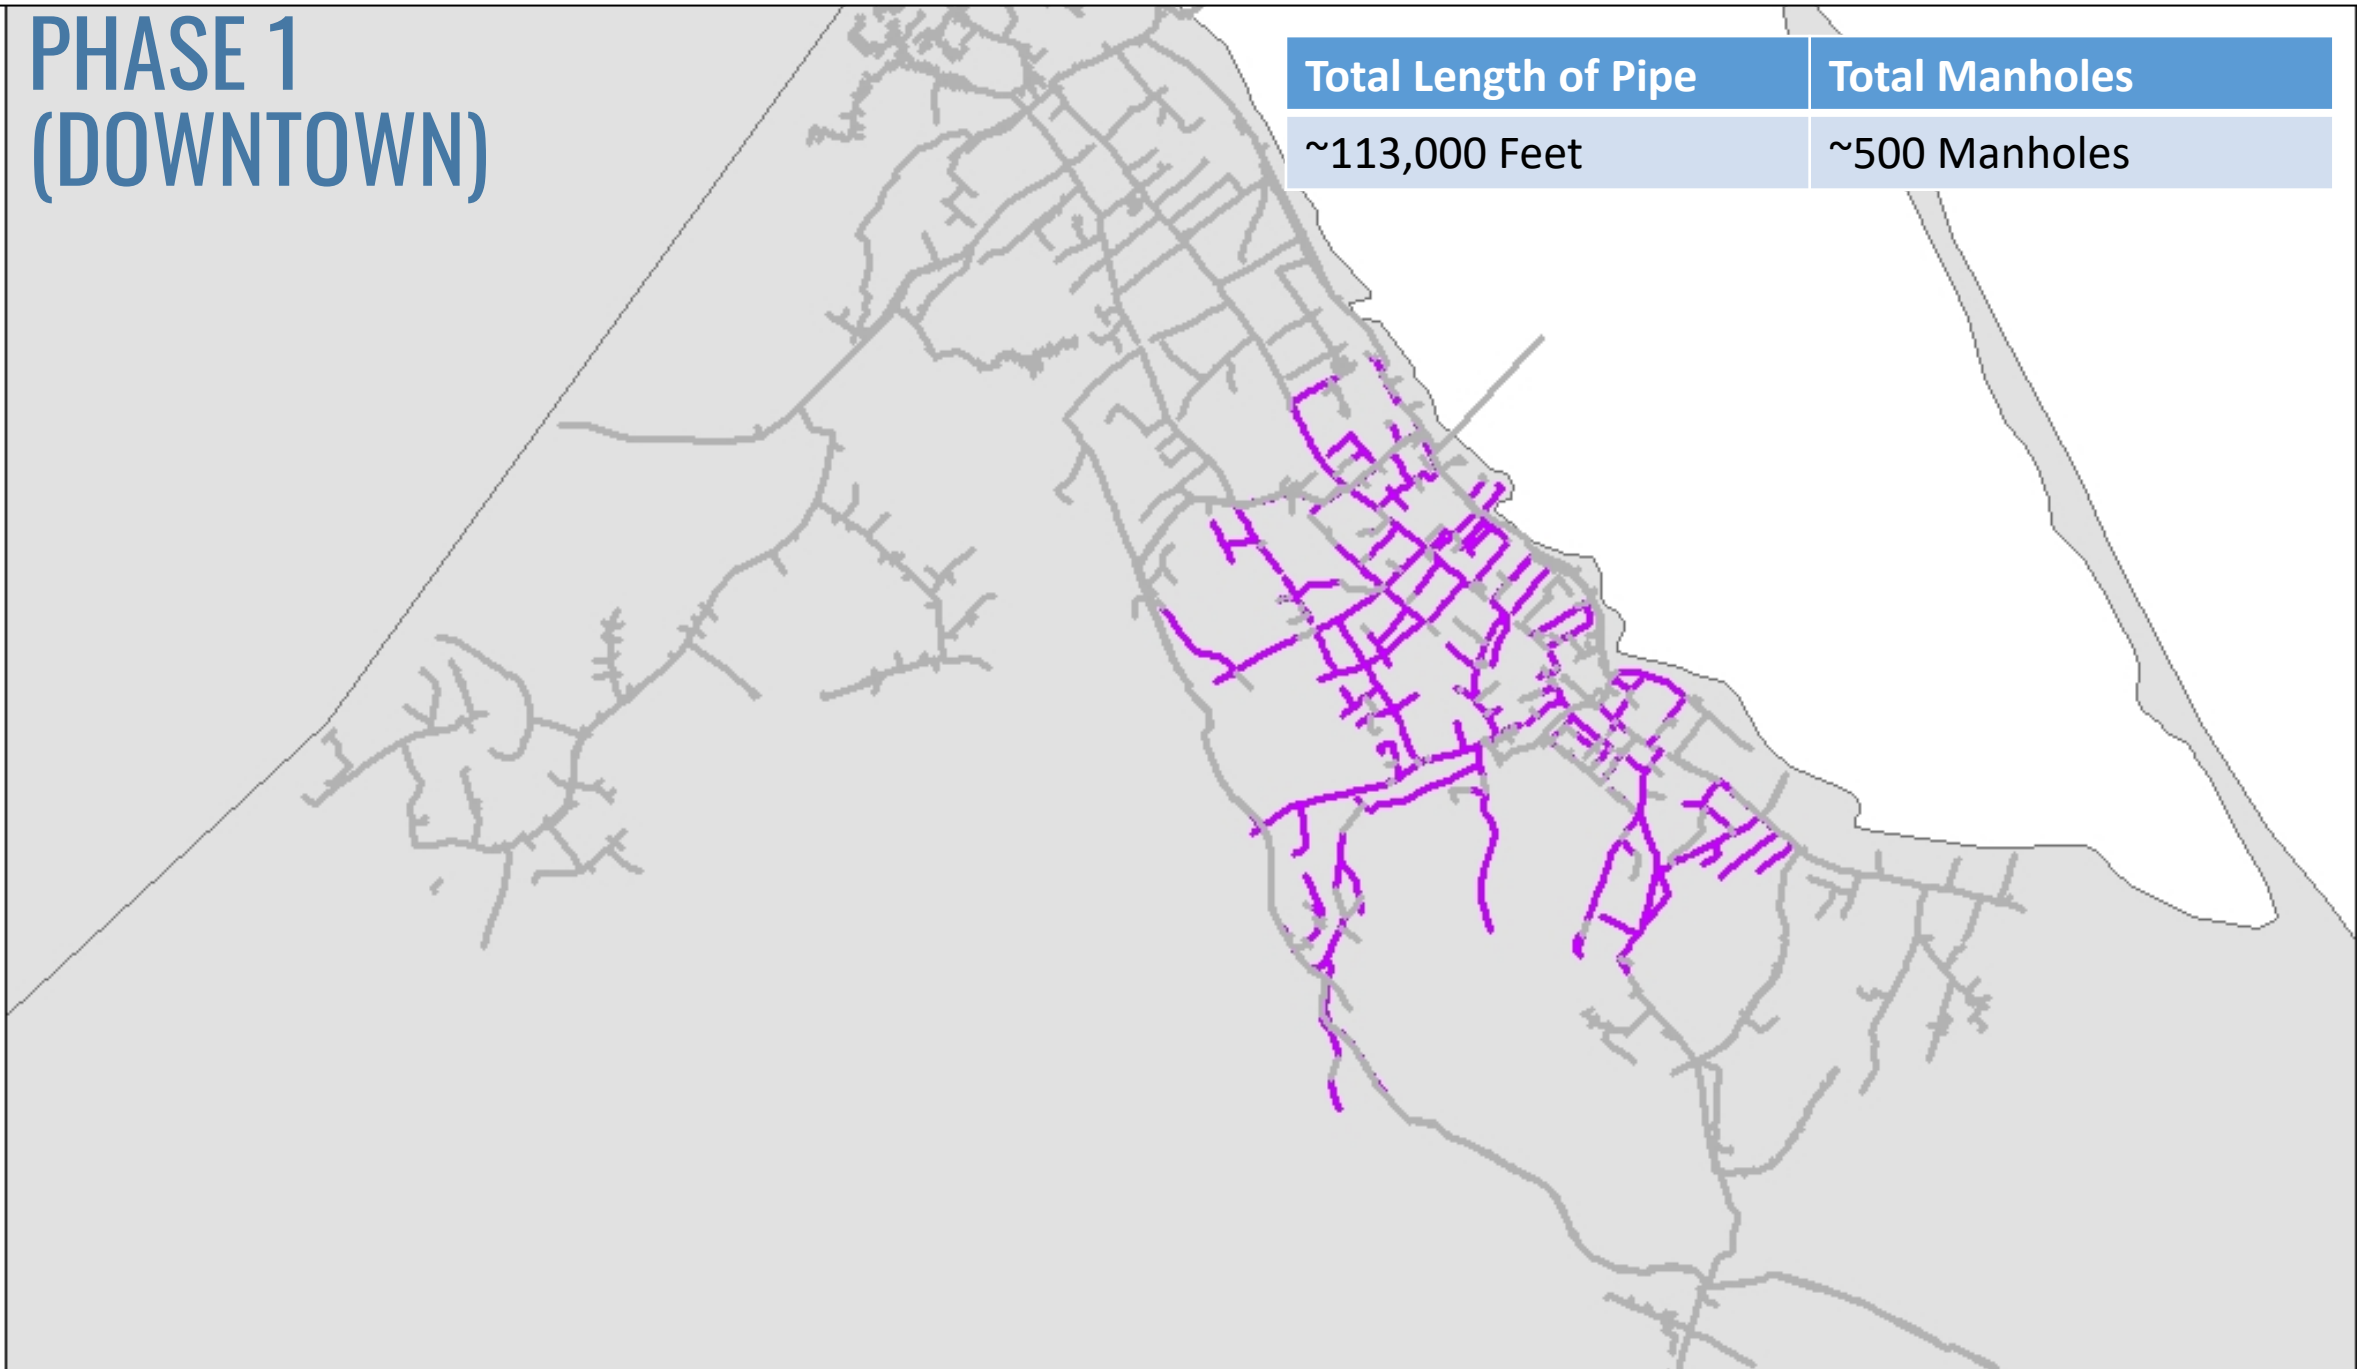 PHASE 1
(DOWNTOWN)
Total Length of Pipe Total Manholes
~113,000 Feet ~500 Manholes